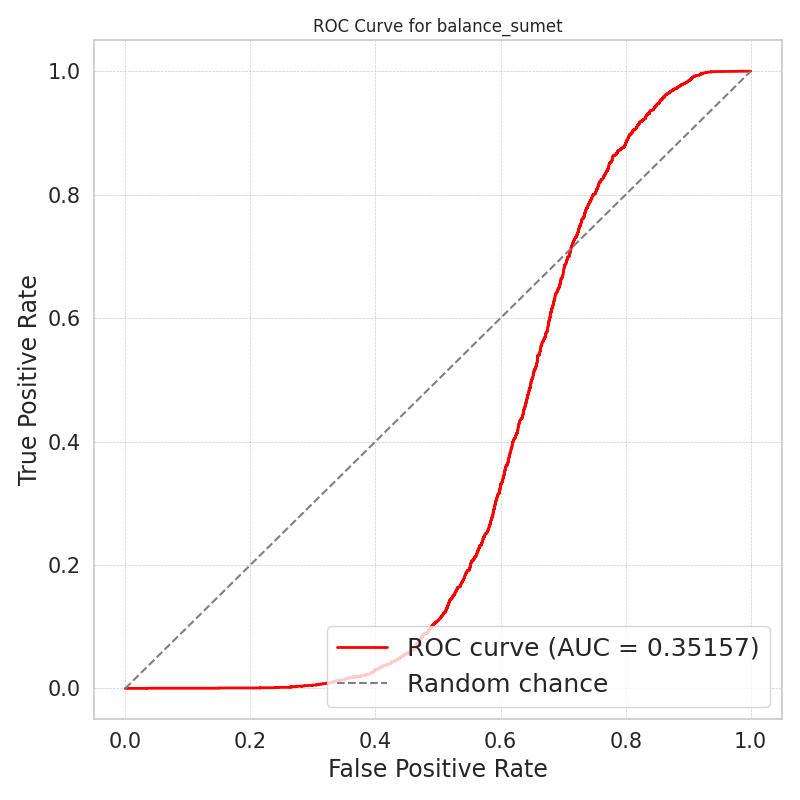 ROC Curve for balance_sumet
True Positive Rate
1.0
0.8
0.6
0.4
0.2
0.0
ROC curve (AUC = 0.35157)
Random chance
0.0 0.2 0.4 0.6 0.8 1.0
False Positive Rate